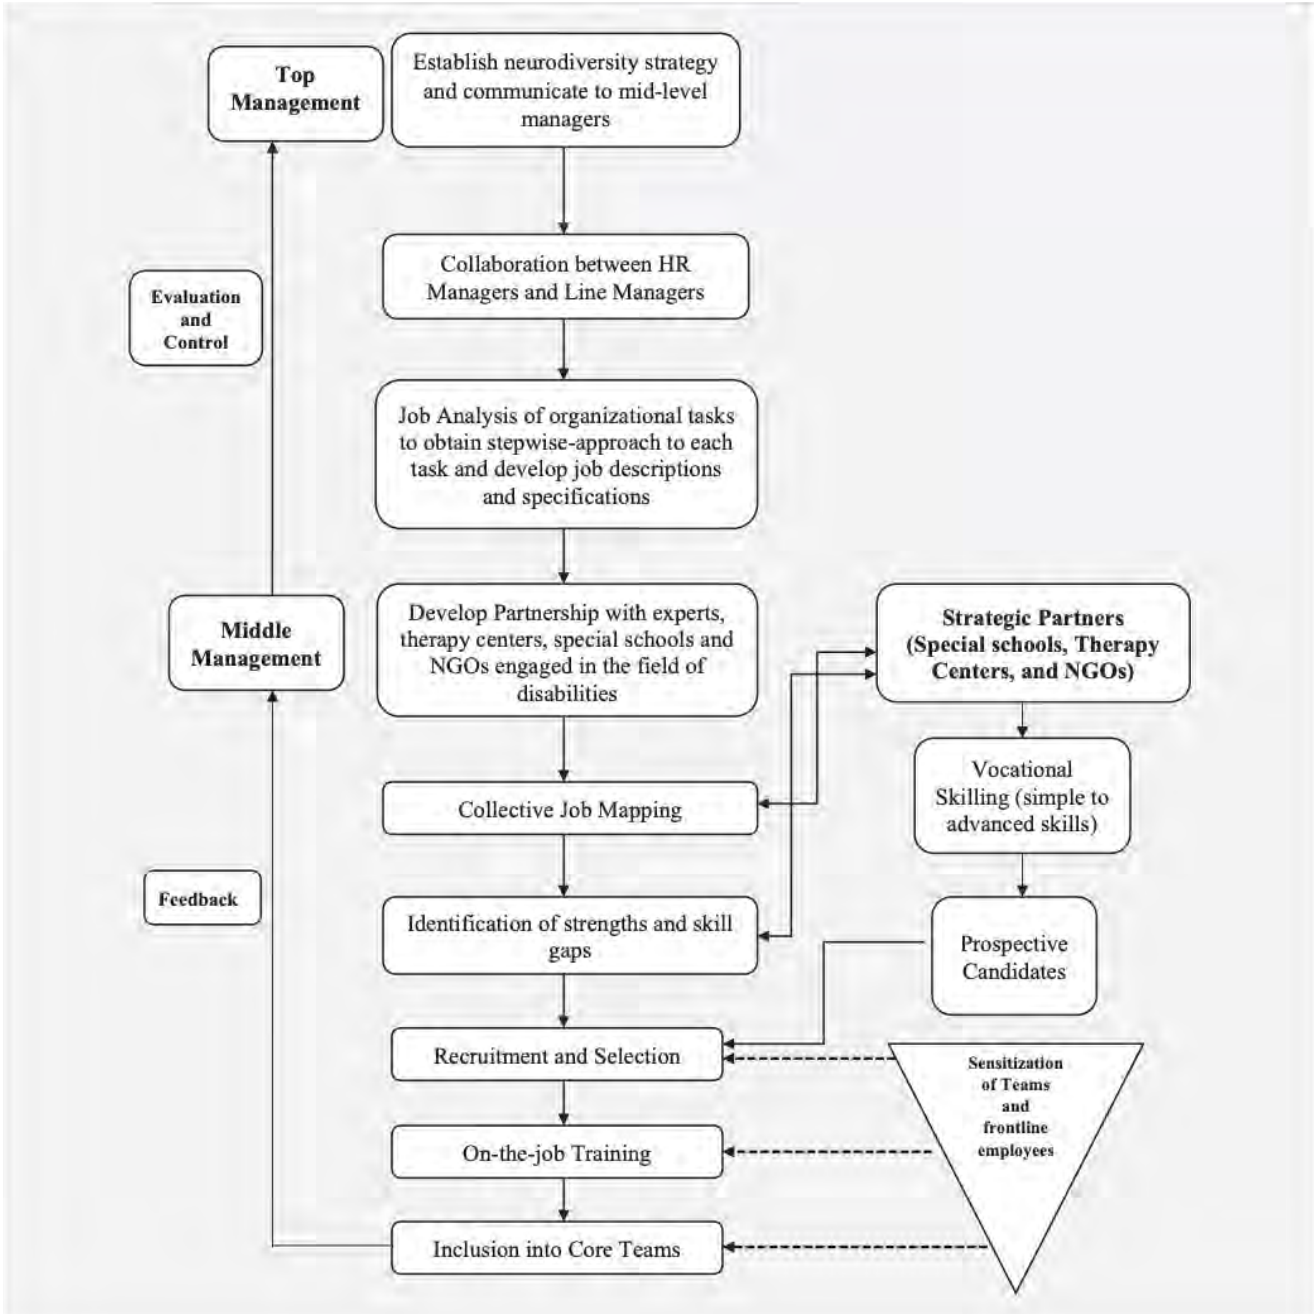 Top
Management
Establish neurodiversity strategy
and communicate to mid-level
managers
Collaboration between HR
Managers and Line Managers
Evaluation
and
Control
Job Analysis of organizational tasks
to obtain stepwise-approach to each
task and develop job descriptions
and specifications
Middle
Management
Develop Partnership with experts,
therapy centers, special schools and
NGOs engaged in the field of
disabilities
Strategic Partners
(Special schools, Therapy
Centers, and NGOs)
Vocational
Skilling (simple to
advanced skills)
Collective Job Mapping
Feedback
Identification of strengths and skill
gaps
Prospective
Candidates
Recruitment and Selection
Sensitization
of Teams
and
frontline
employees
On-the-job Training
Inclusion into Core Teams